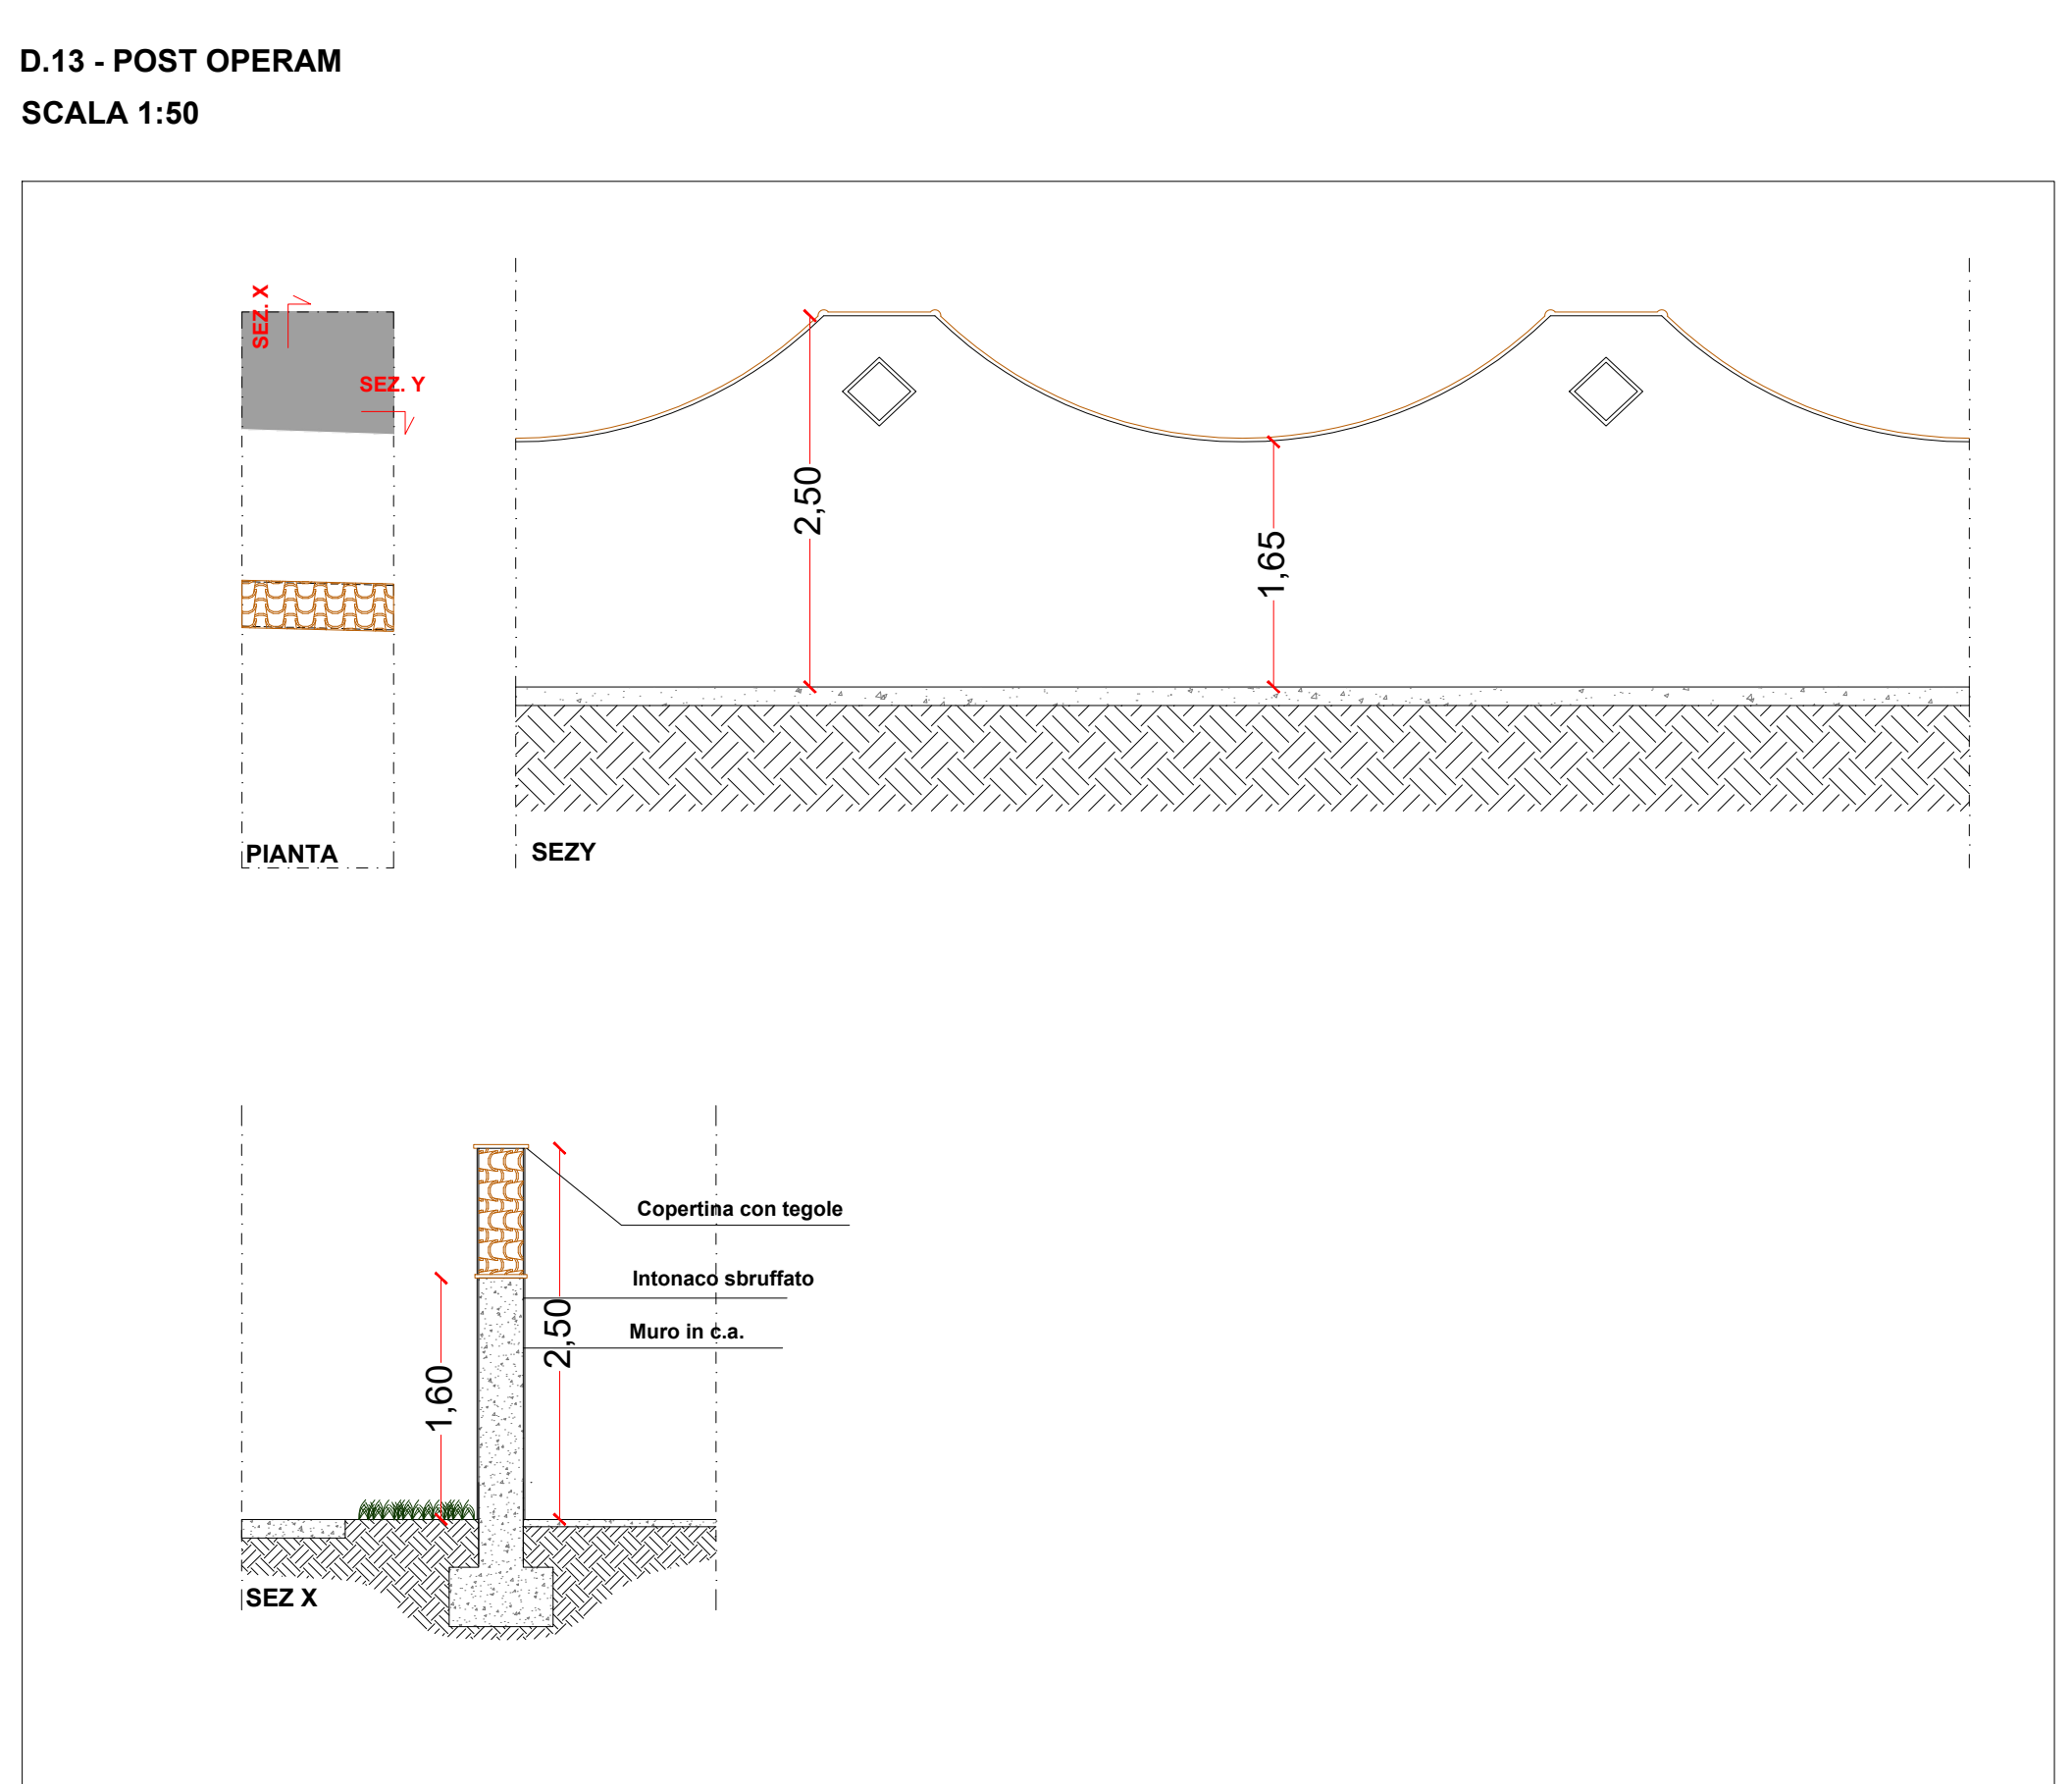 D.13 - POST OPERAM
SCALA 1:50
SEZ. X
SEZ. Y
2,50
1,65
PIANTA
SEZY
Copertina con tegole
Intonaco sbruffato
2,50
Muro in c.a.
1,60
SEZ X